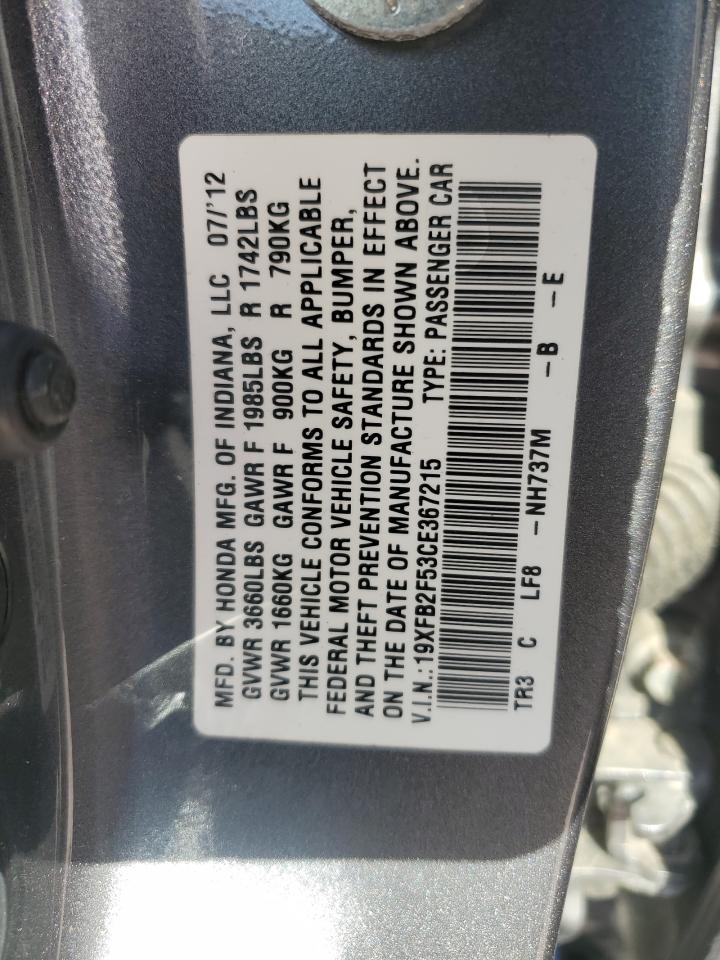 MFD. BY HONDA MFG. OF INDIANA, LLC 07/'12
GVWR 3660LBS GAWR F 1985LBS R 1742LBS
GVWR 1660KG GAWR F 900KG R 790KG
THIS VEHICLE CONFORMS TO ALL APPLICABLE
FEDERAL MOTOR VEHICLE SAFETY, BUMPER,
AND THEFT PREVENTION STANDARDS IN EFFECT
ON THE DATE OF MANUFACTURE SHOWN ABOVE.
V.I.N.:19XFB2F53CE367215 TYPE: PASSENGER CAR
TR3 C LF8 -NH737M -B -E